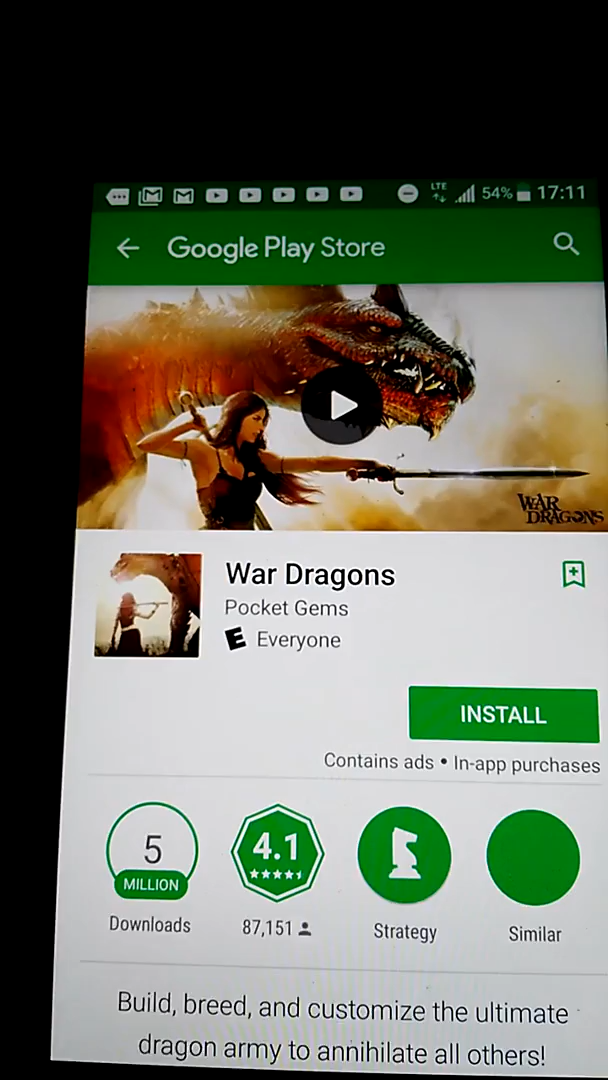 LTE 54% 17:11
Google Play Store
WAR
DRAGONS
War Dragons
Pocket Gems
E Everyone
INSTALL
Contains ads • In-app purchases
5
MILLION
Downloads
4.1
87,151
Strategy
Similar
Build, breed, and customize the ultimate
dragon army to annihilate all others!